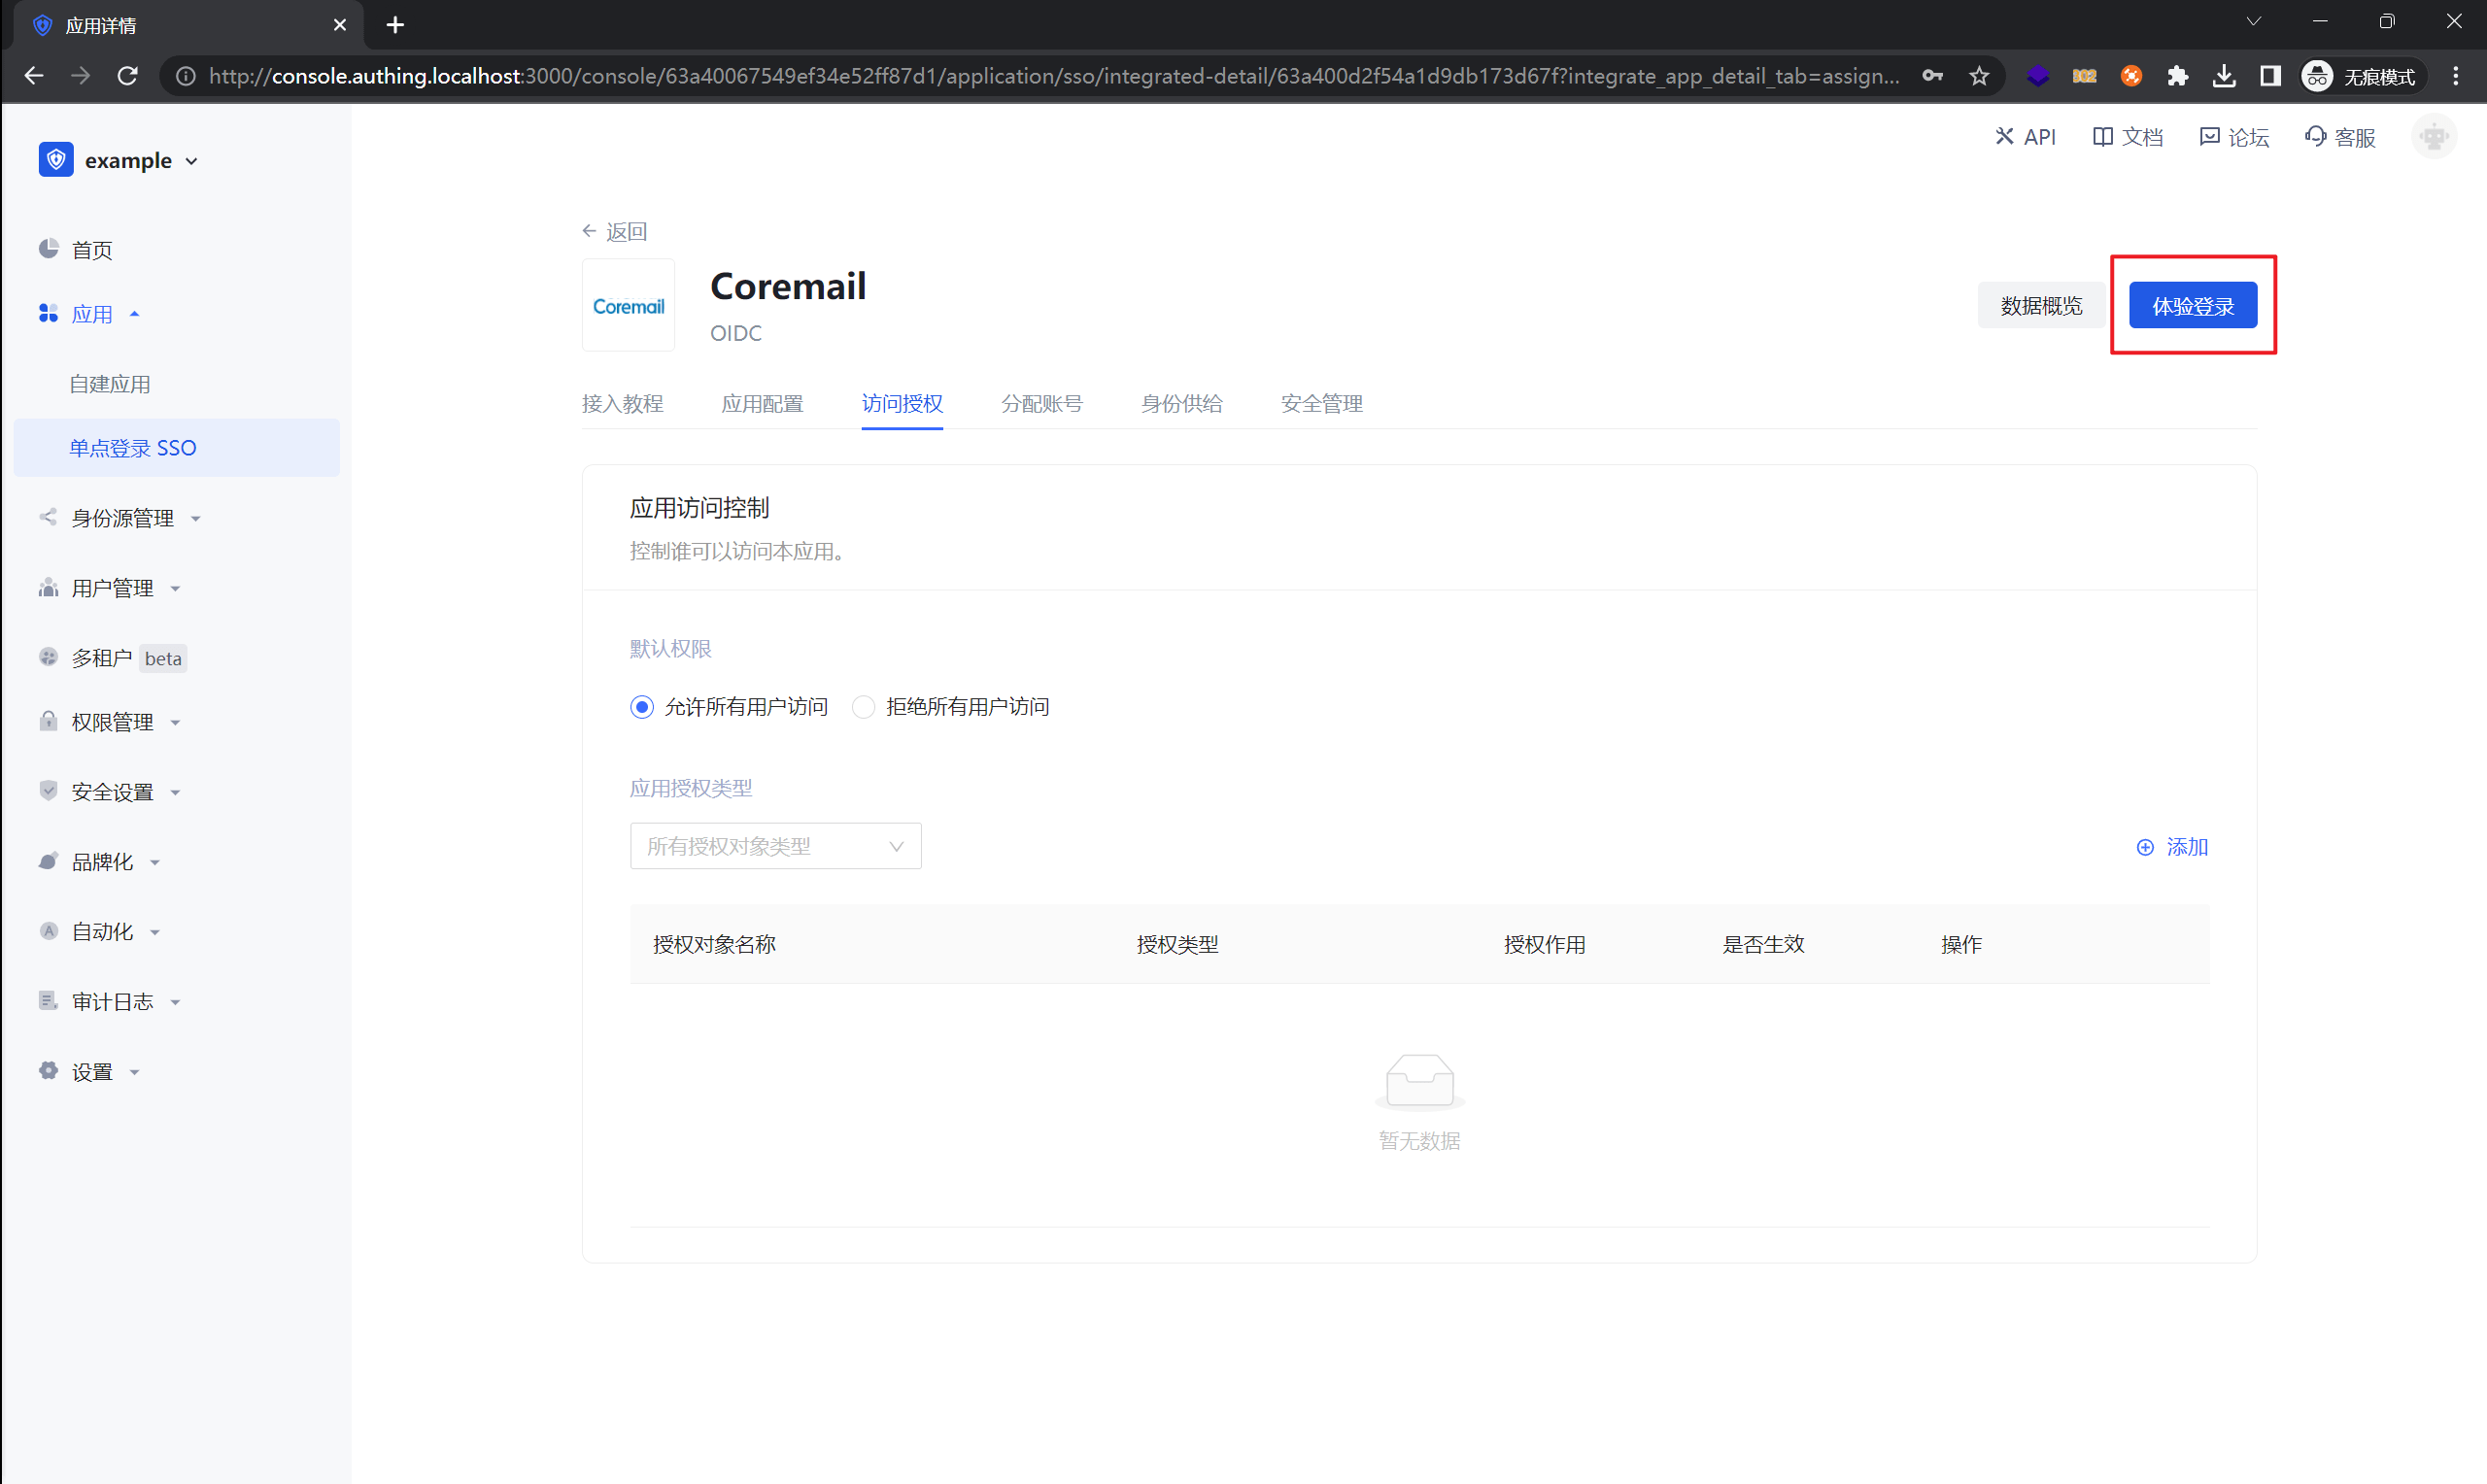 应用详情
http://console.authing.localhost:3000/console/63a40067549ef34e52ff87d1/application/sso/integrated-detail/63a400d2f54a1d9db173d67f?integrate_app_detail_tab=assign...
302
无痕模式
example
API
文档
论坛
客服
首页
应用
自建应用
单点登录 SSO
身份源管理
用户管理
多租户 beta
权限管理
安全设置
品牌化
自动化
审计日志
设置
返回
Coremail
Coremail
OIDC
数据概览
体验登录
接入教程
应用配置
访问授权
分配账号
身份供给
安全管理
应用访问控制
控制谁可以访问本应用。
默认权限
允许所有用户访问
拒绝所有用户访问
应用授权类型
所有授权对象类型
添加
授权对象名称
授权类型
授权作用
是否生效
操作
暂无数据